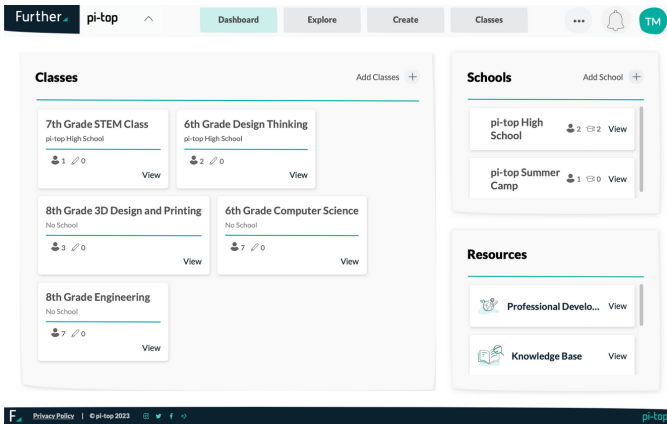 Further
pi-top
Dashboard
Explore
Create
Classes
TM
Classes
Add Classes +
7th Grade STEM Class
pi-top High School
1 0
View
6th Grade Design Thinking
pi-top High School
2 0
View
8th Grade 3D Design and Printing
No School
3 0
View
6th Grade Computer Science
No School
7 0
View
8th Grade Engineering
No School
7 0
View
Schools
Add School +
pi-top High
School
2 2 View
pi-top Summer
Camp
1 0 View
Resources
Professional Develo... View
Knowledge Base View
F Privacy Policy | © pi-top 2023
pi-top